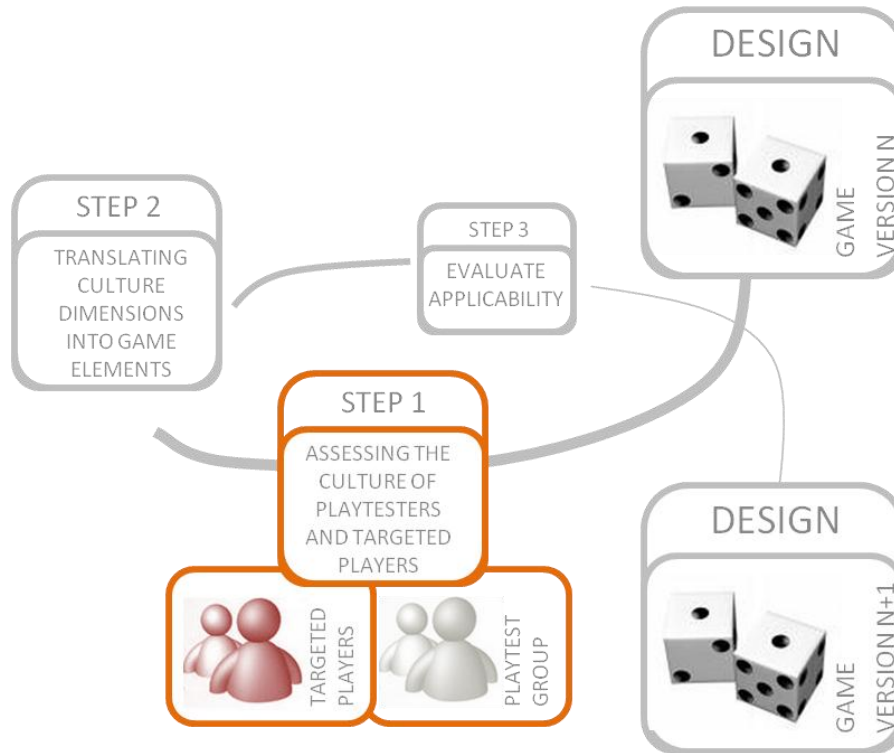 DESIGN
GAME
VERSION N
STEP 2
TRANSLATING
CULTURE
DIMENSIONS
INTO GAME
ELEMENTS
STEP 3
EVALUATE
APPLICABILITY
STEP 1
ASSESSING THE
CULTURE OF
PLAYTESTERS
AND TARGETED
PLAYERS
TARGETED
PLAYERS
PLAYTEST
GROUP
DESIGN
GAME
VERSION N+1